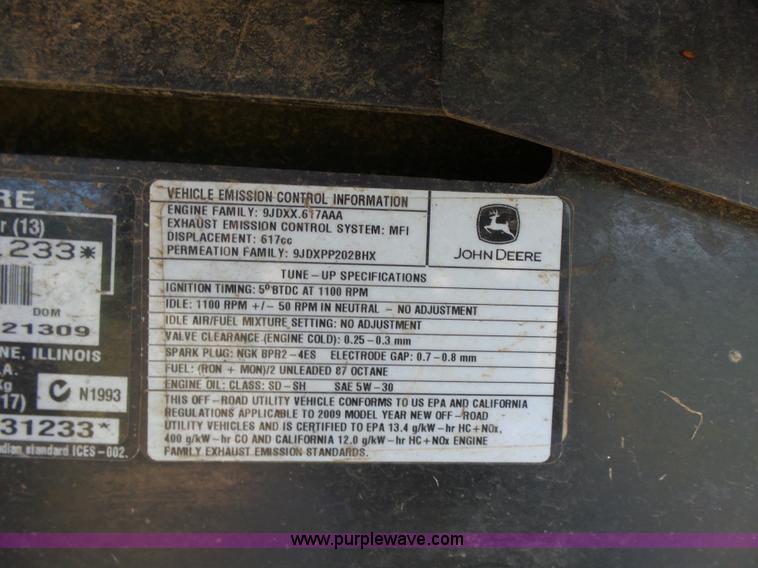 RE
(13)
.233*
DOM
21309
NE, ILLINOIS
.A.
Kg
17)
N1993
31233*
standard ICES-002.
VEHICLE EMISSION CONTROL INFORMATION
ENGINE FAMILY: 9JDXX.617AAA
EXHAUST EMISSION CONTROL SYSTEM: MFI
DISPLACEMENT: 617cc
PERMEATION FAMILY: 9JDXPP202BHX
JOHN DEERE
TUNE-UP SPECIFICATIONS
IGNITION TIMING: 5° BTDC AT 1100 RPM
IDLE: 1100 RPM +/- 50 RPM IN NEUTRAL - NO ADJUSTMENT
IDLE AIR/FUEL MIXTURE SETTING: NO ADJUSTMENT
VALVE CLEARANCE (ENGINE COLD): 0.25-0.3 mm
SPARK PLUG: NGK BPR2-4ES ELECTRODE GAP: 0.7-0.8 mm
FUEL: (RON + MON)/2 UNLEADED 87 OCTANE
ENGINE OIL: CLASS: SD-SH SAE 5W-30
THIS OFF-ROAD UTILITY VEHICLE CONFORMS TO US EPA AND CALIFORNIA
REGULATIONS APPLICABLE TO 2009 MODEL YEAR NEW OFF-ROAD
UTILITY VEHICLES AND IS CERTIFIED TO EPA 13.4 g/kW-hr HC+NOx,
400 g/kW-hr CO AND CALIFORNIA 12.0 g/kW-hr HC+NOx ENGINE
FAMILY EXHAUST EMISSION STANDARDS.
www.purplewave.com